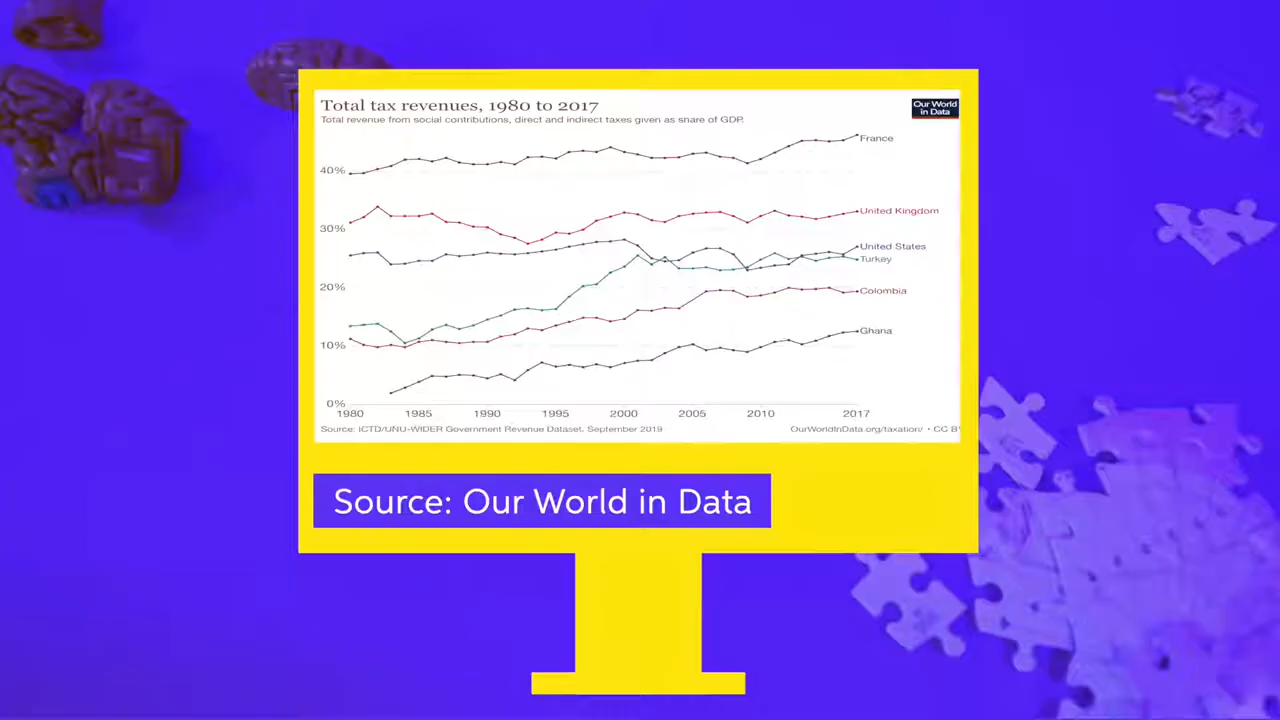 Total tax revenues, 1980 to 2017
Our World
in Data
Total revenue from social contributions, direct and indirect taxes given as share of GDP.
France
40%
United Kingdom
30%
United States
Turkey
20%
Colombia
Ghana
10%
0%
1980 1985 1990 1995 2000 2005 2010 2017
Source: ICTD/UNU-WIDER Government Revenue Dataset, September 2019
OurWorldInData.org/taxation/ • CC BY
Source: Our World in Data